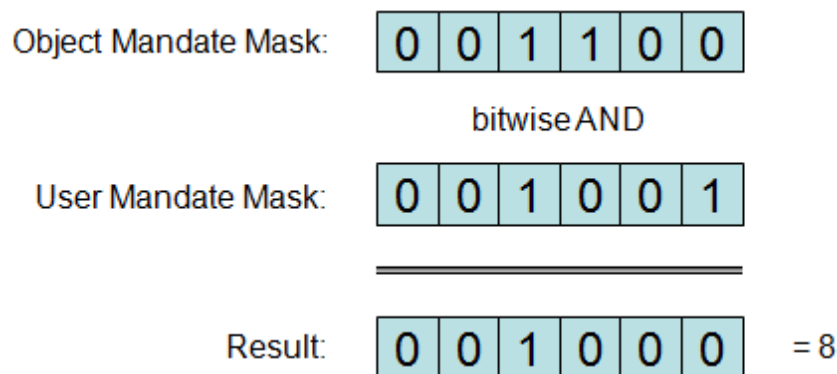 Object Mandate Mask: 0 0 1 1 0 0
bitwise AND
User Mandate Mask: 0 0 1 0 0 1
Result: 0 0 1 0 0 0 = 8